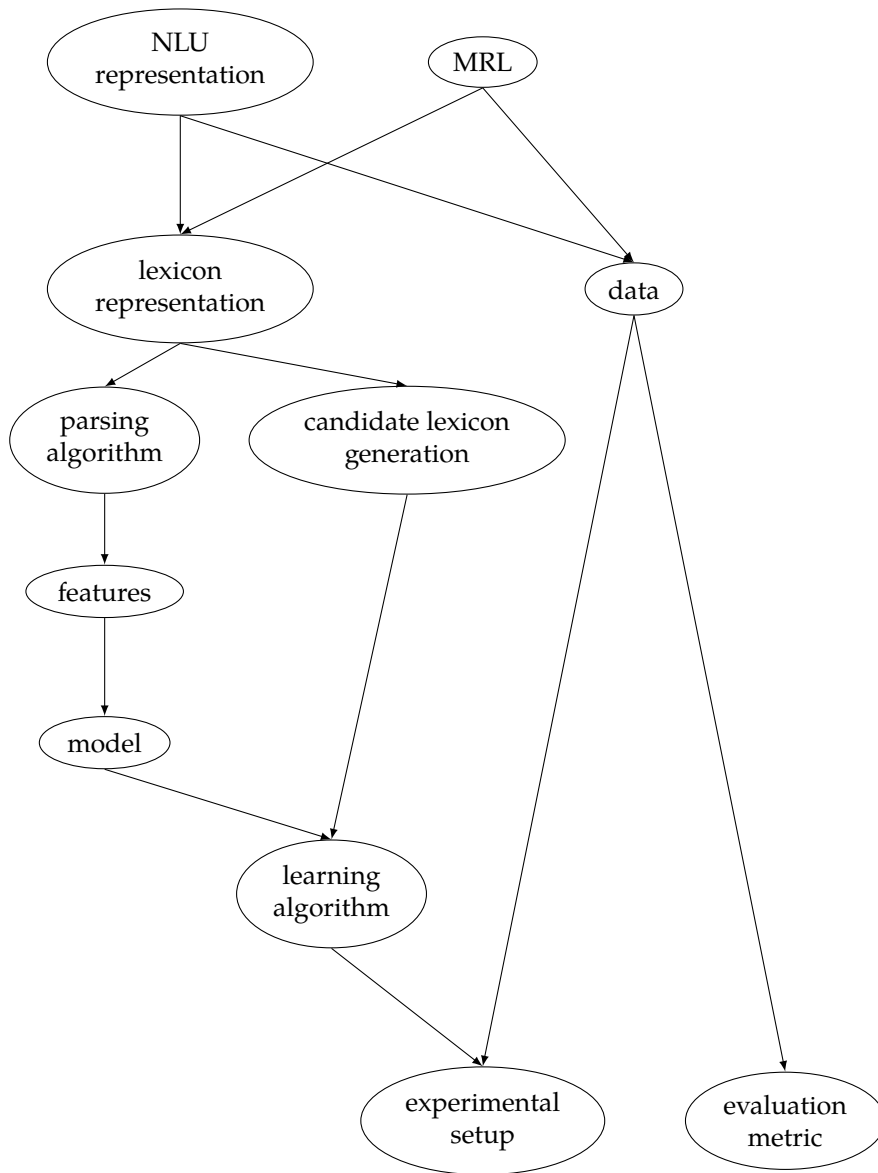 NLU
representation
MRL
lexicon
representation
data
parsing
algorithm
candidate lexicon
generation
features
model
learning
algorithm
experimental
setup
evaluation
metric